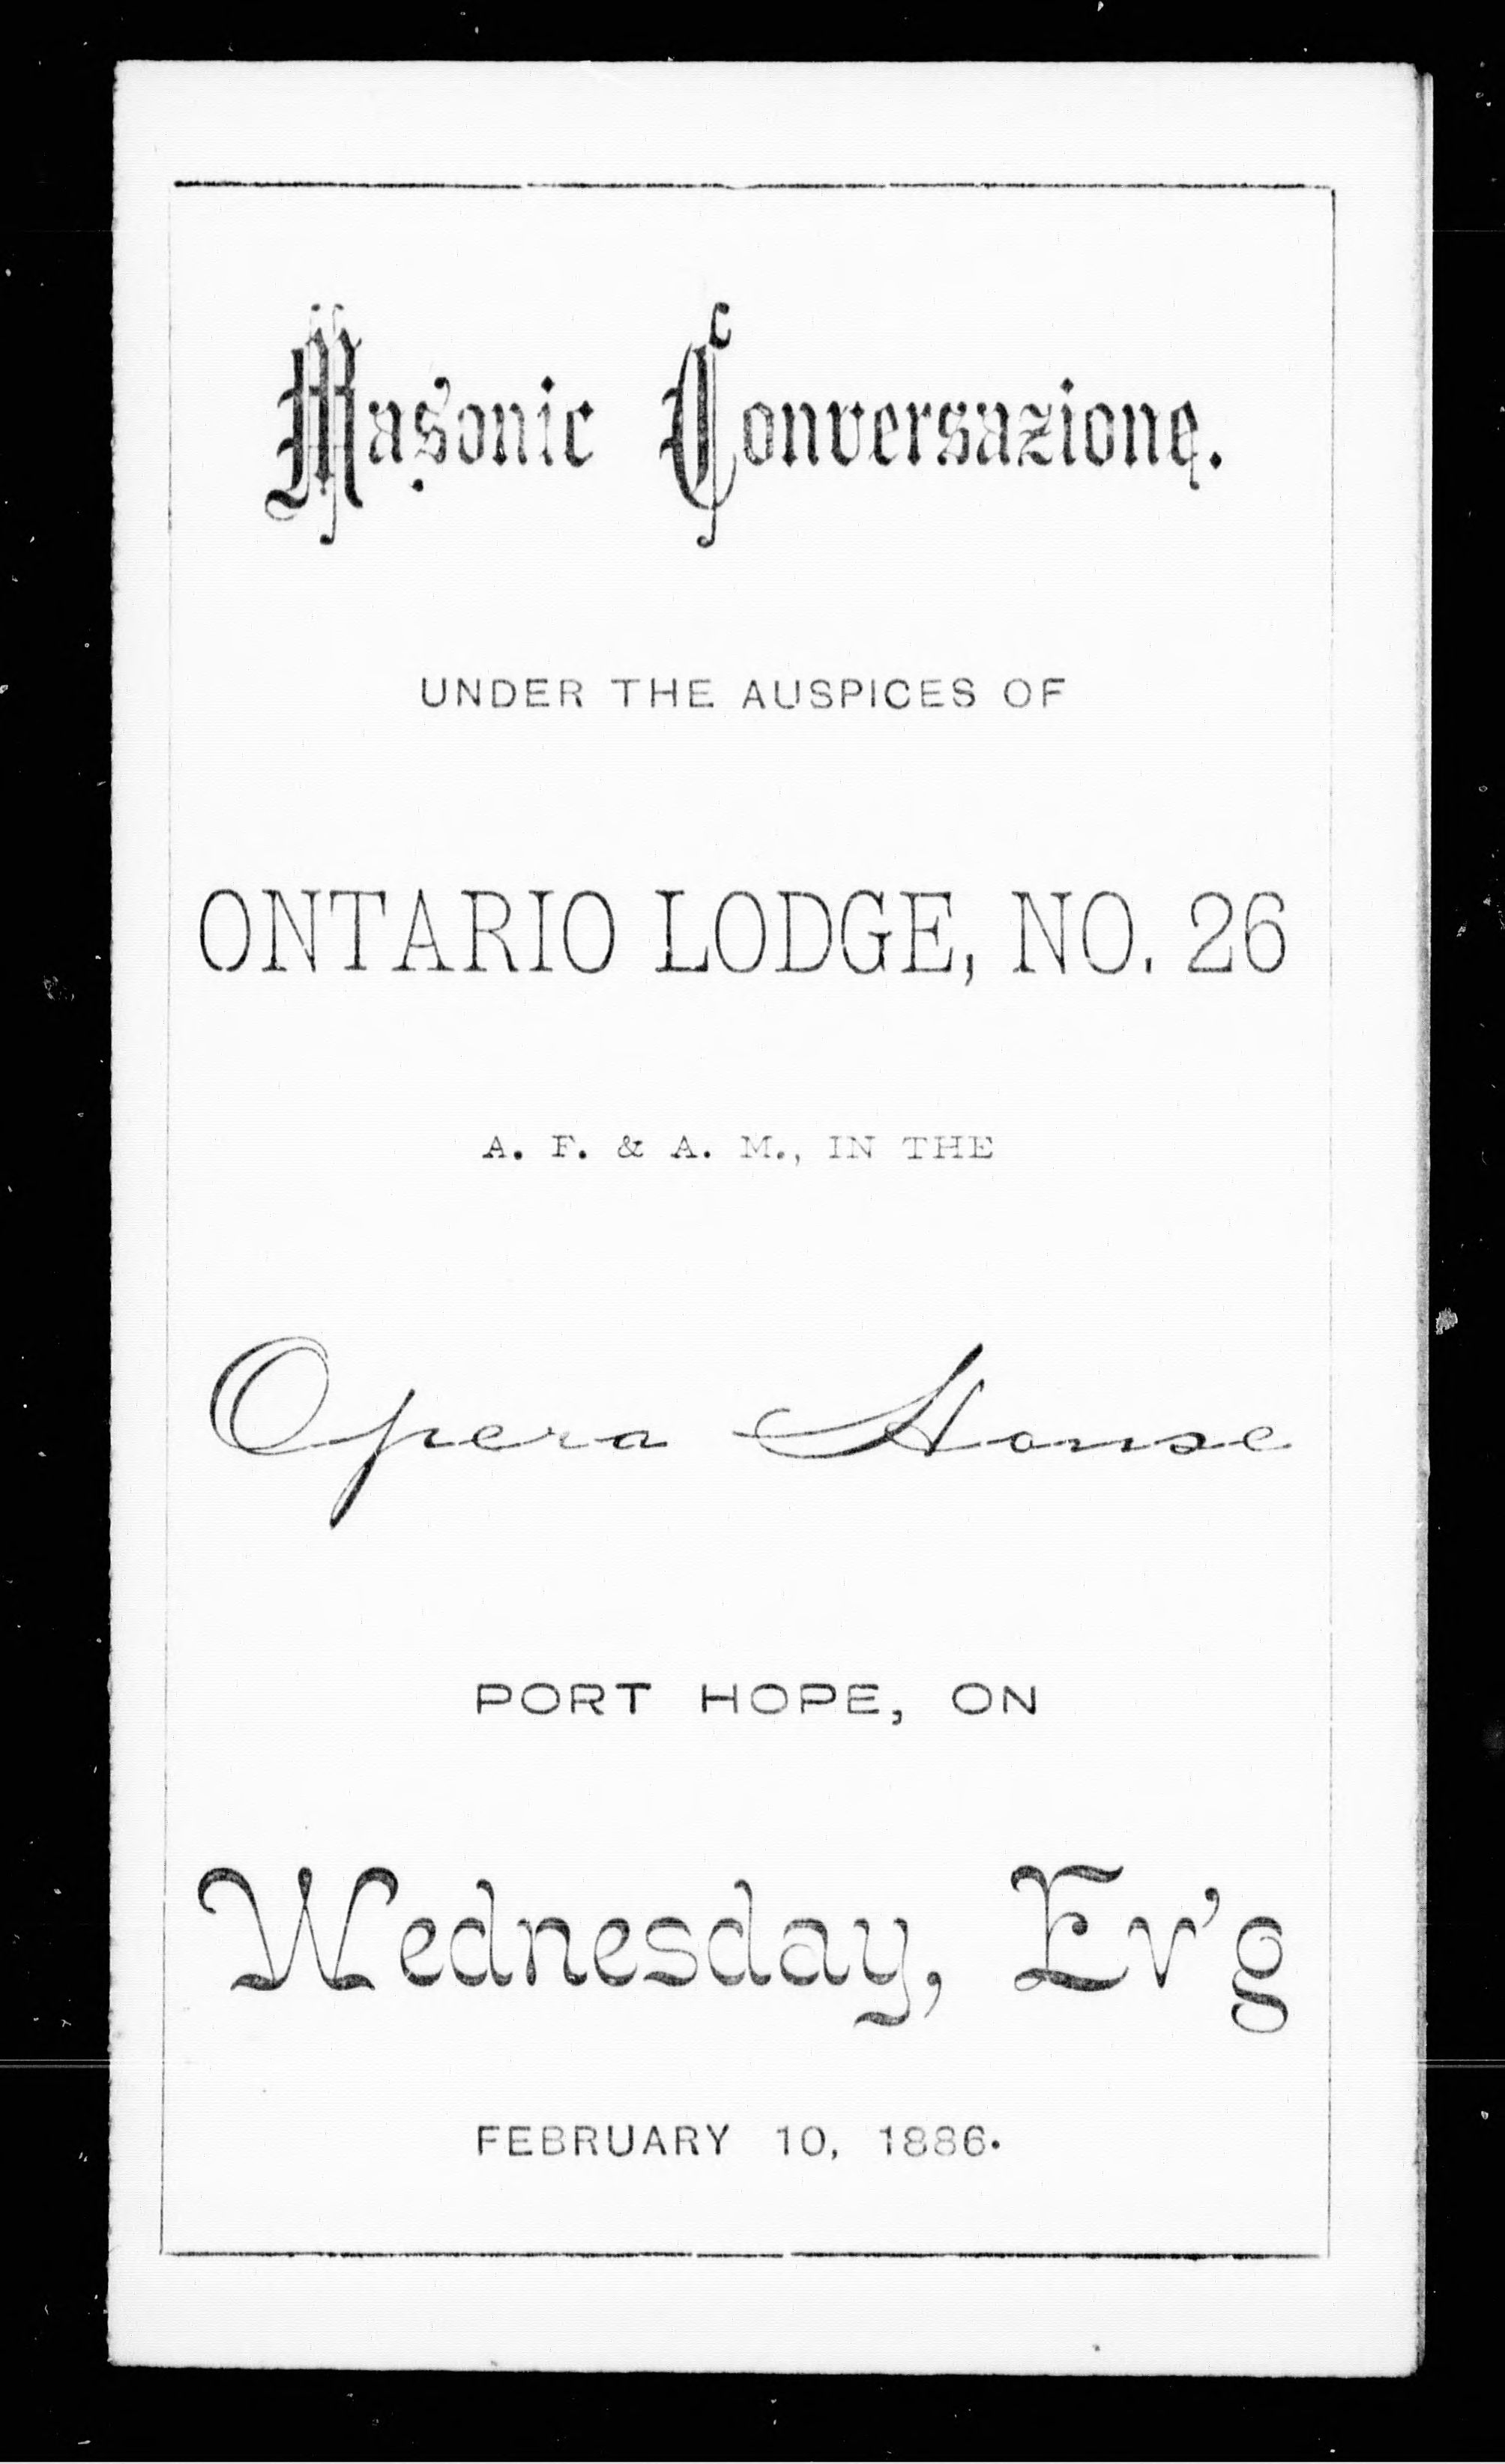 Masonic Conversazione.
UNDER THE AUSPICES OF
ONTARIO LODGE, NO. 26
A. F. & A. M., IN THE
Opera House
PORT HOPE, ON
Wednesday, Ev'g
FEBRUARY 10, 1886.